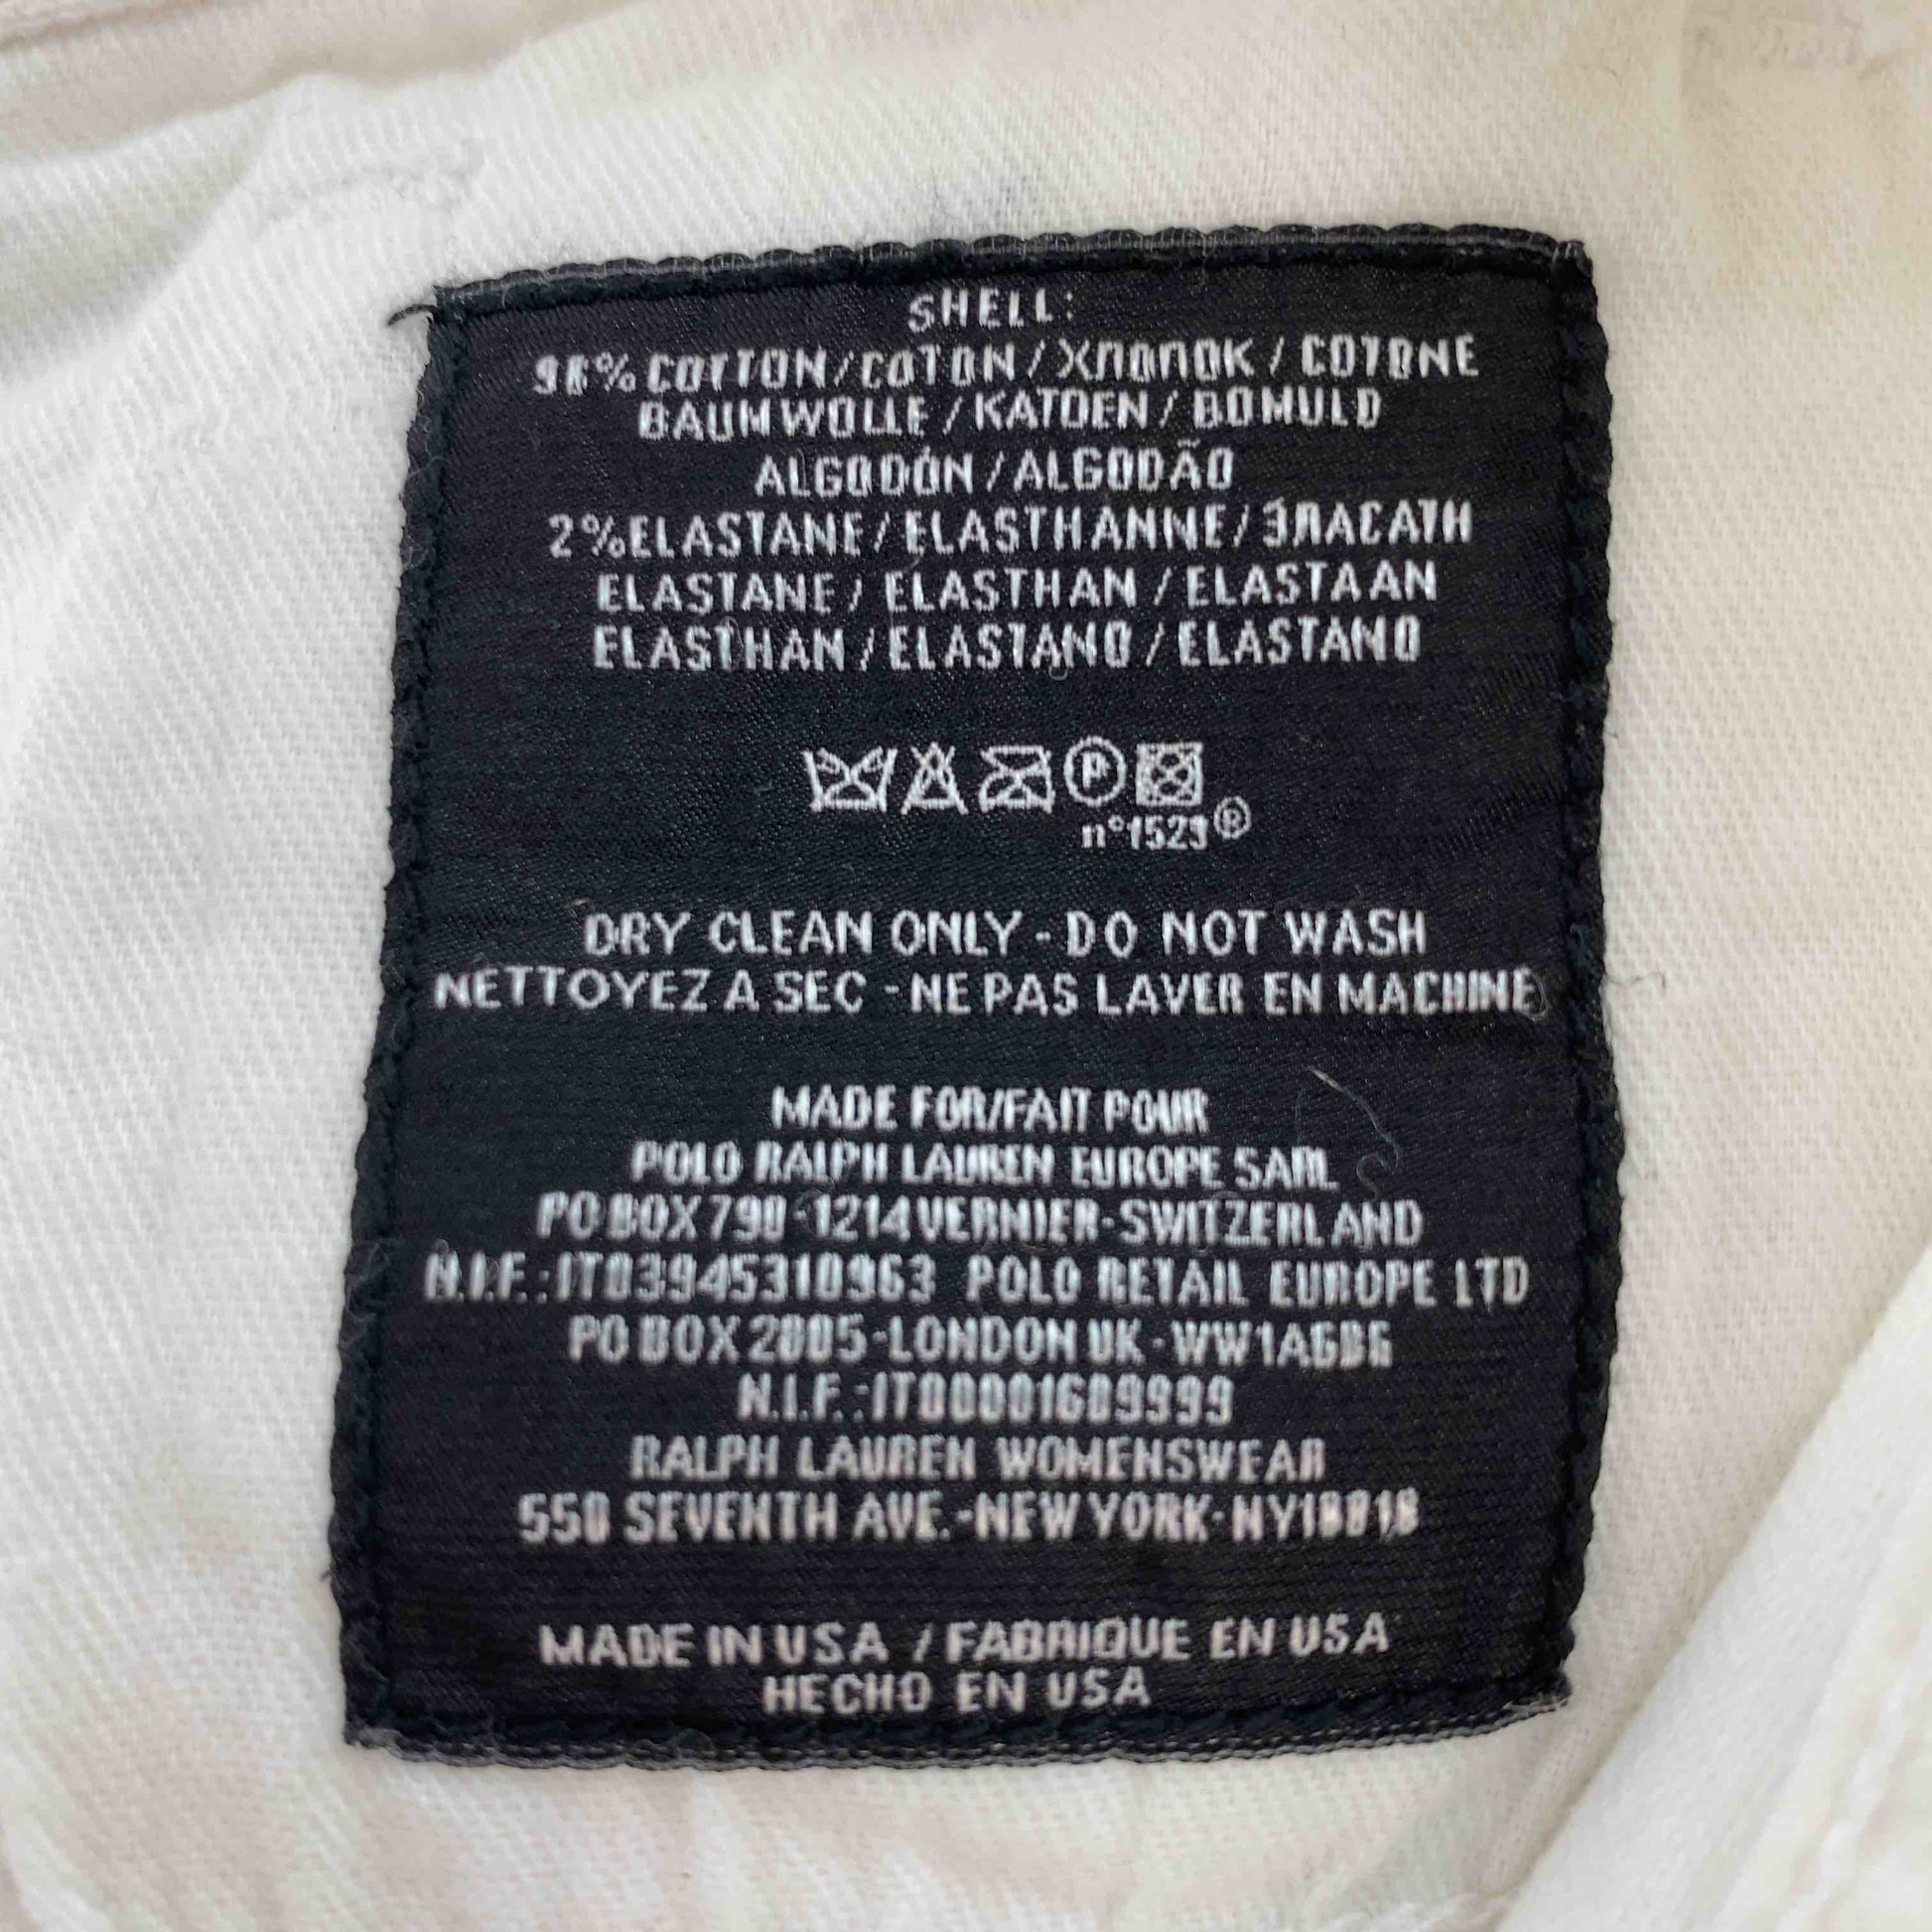 SHELL:
98% COTTON/COTON/ХЛОПОК/COTONE
BAUMWOLLE/KATOEN/BOMULD
ALGODÓN/ALGODÃO
2%ELASTANE/ELASTHANNE/ЭЛАСАТН
ELASTANE/ELASTHAN/ELASTAAN
ELASTHAN/ELASTANO/ELASTANO
P
n°1529®
DRY CLEAN ONLY - DO NOT WASH
NETTOYEZ A SEC - NE PAS LAVER EN MACHINE
MADE FOR/FAIT POUR
POLO RALPH LAUREN EUROPE SARL
PO BOX 790-1214 VERNIER-SWITZERLAND
N.I.F.:IT03945310963 POLO RETAIL EUROPE LTD
PO BOX 2005-LONDON UK-WW1A6BG
N.I.F.:IT00001609999
RALPH LAUREN WOMENSWEAR
550 SEVENTH AVE.-NEW YORK-NY10018
MADE IN USA / FABRIQUE EN USA
HECHO EN USA